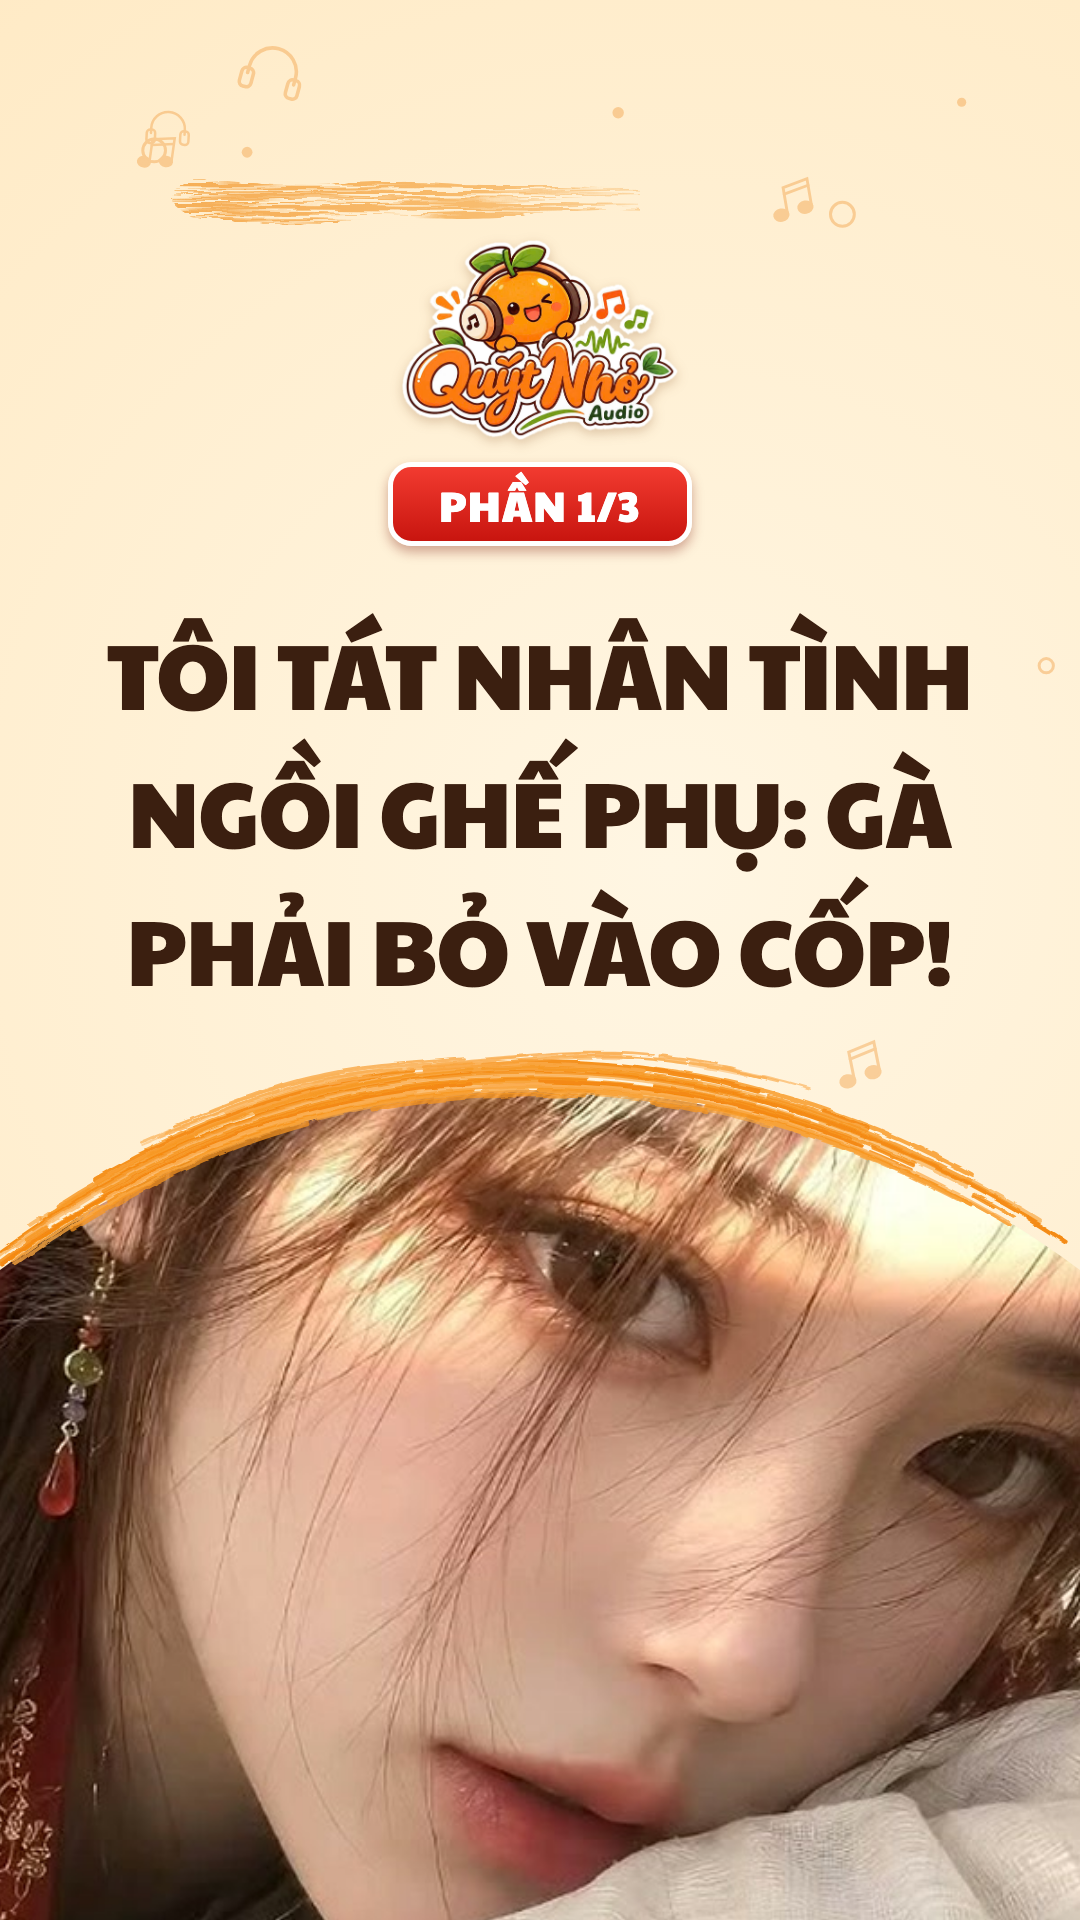 Quýt Nhỏ
Audio
PHẦN 1/3
TÔI TÁT NHÂN TÌNH
NGỒI GHẾ PHỤ: GÀ
PHẢI BỎ VÀO CỐP!